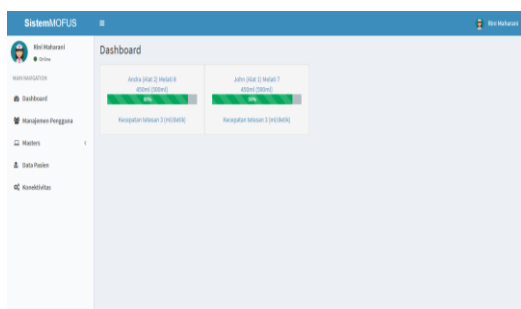 SistemMOFUS
Rini Maharani
Rini Maharani
Online
MAIN NAVIGATION
Dashboard
Manajemen Pengguna
Masters
Data Pasien
Konektivitas
Dashboard
Andra [Alat 2] Melati 6
450ml (500ml)
90%
Kecepatan tetesan 3 (ml/detik)
John [Alat 1] Melati 7
450ml (500ml)
90%
Kecepatan tetesan 3 (ml/detik)